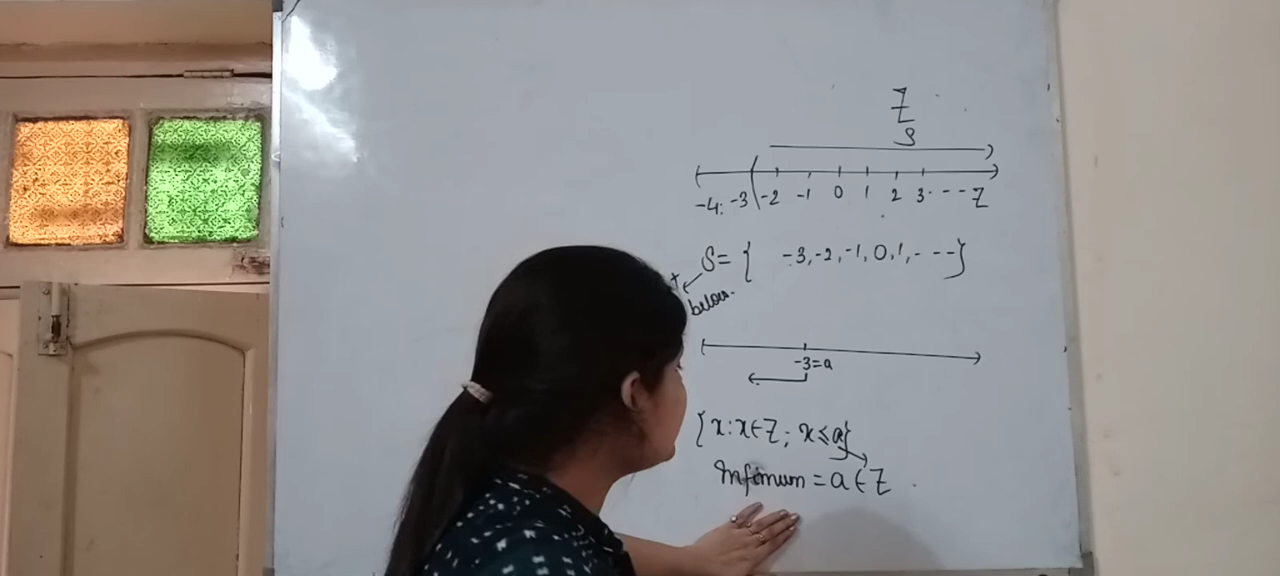 Z
S
-4. -3 -2 -1 0 1 2 3 - - - Z
S = { -3, -2, -1, 0, 1, - - - }
below.
-3 = a
{x : x ∈ Z ; x ≤ a}
Infimum = a ∈ Z